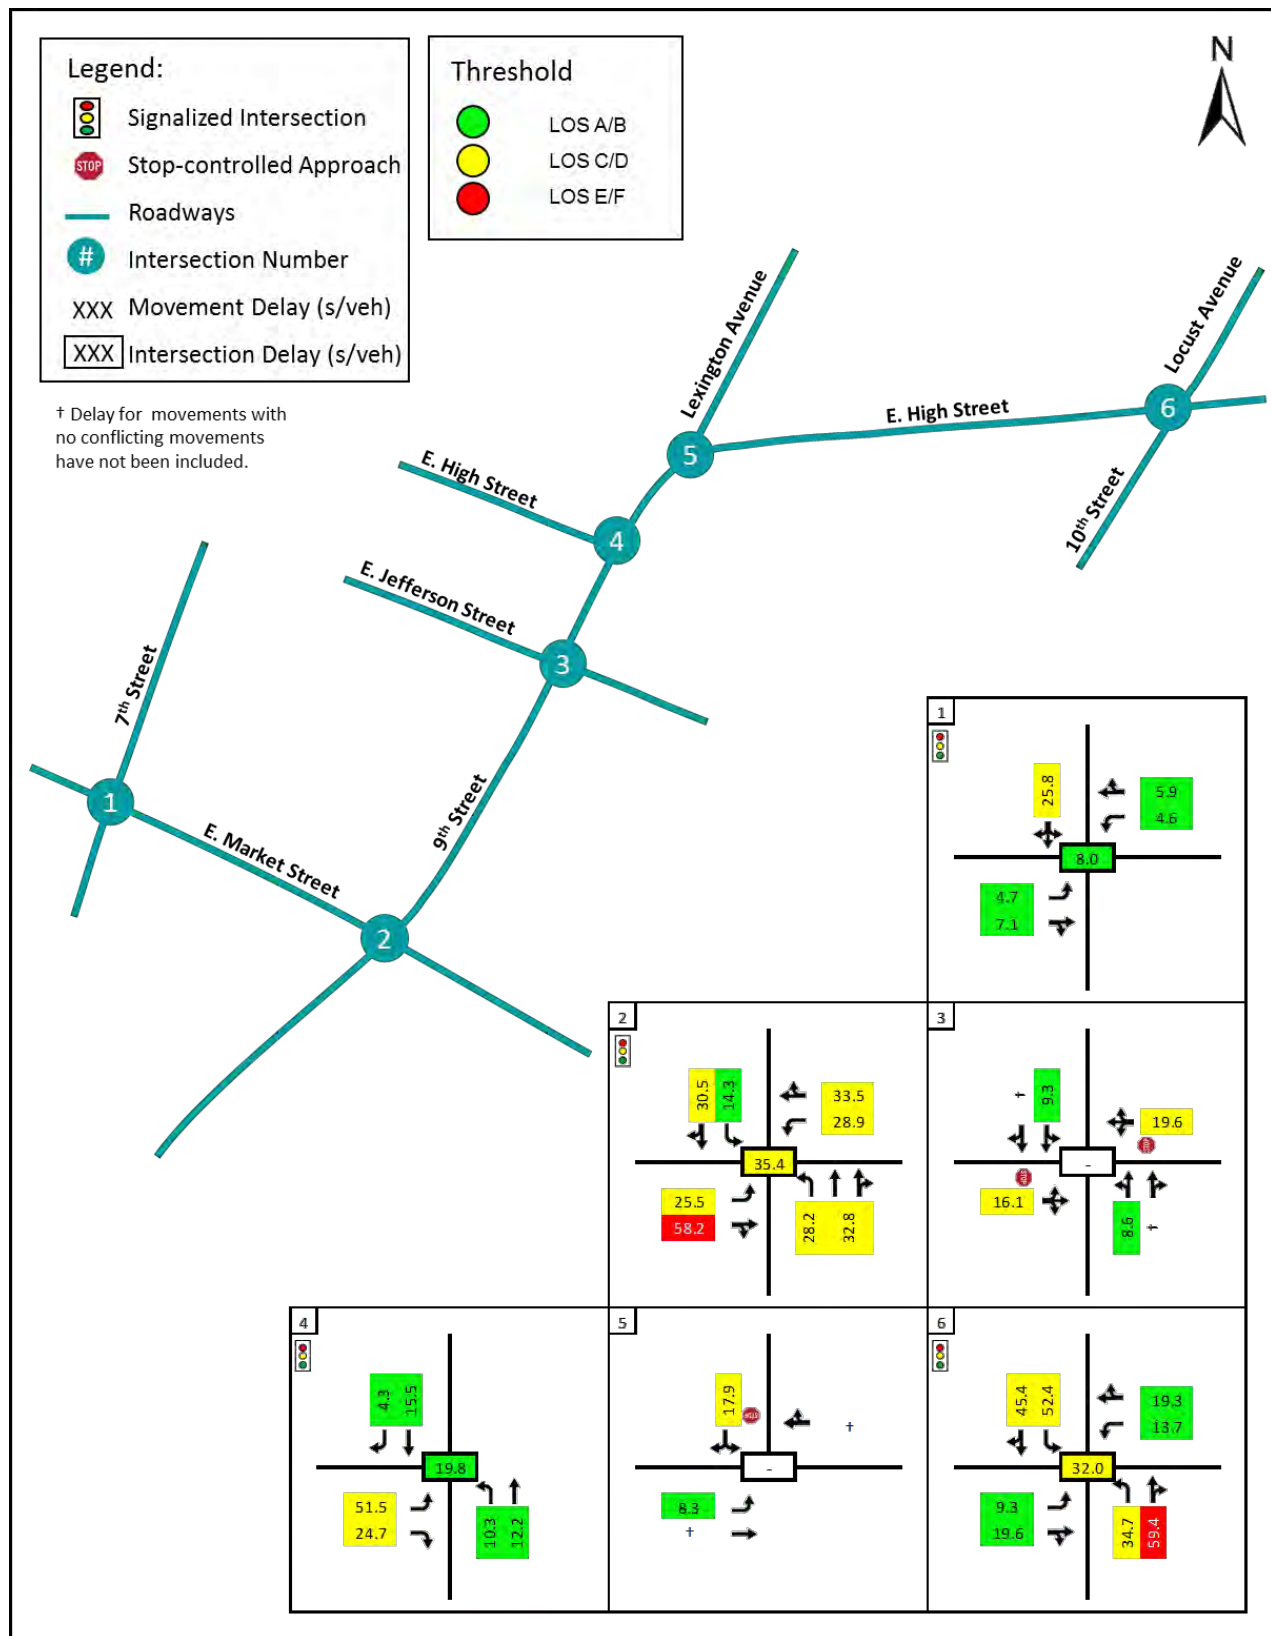 Legend:
Signalized Intersection
STOP Stop-controlled Approach
Roadways
# Intersection Number
XXX Movement Delay (s/veh)
XXX Intersection Delay (s/veh)
† Delay for movements with
no conflicting movements
have not been included.
Threshold
LOS A/B
LOS C/D
LOS E/F
N
Lexington Avenue
Locust Avenue
E. High Street
6
5
E. High Street
10th Street
4
E. Jefferson Street
3
7th Street
1
9th Street
E. Market Street
2
1
25.8
5.9
4.6
8.0
4.7
7.1
2
30.5
14.3
33.5
28.9
35.4
25.5
58.2
28.2
32.8
3
†
9.3
19.6
STOP
-
STOP
16.1
8.6
†
4
4.3
15.5
19.8
51.5
24.7
10.3
12.2
5
17.9
STOP
†
-
8.3
†
6
45.4
52.4
19.3
13.7
32.0
9.3
19.6
34.7
59.4